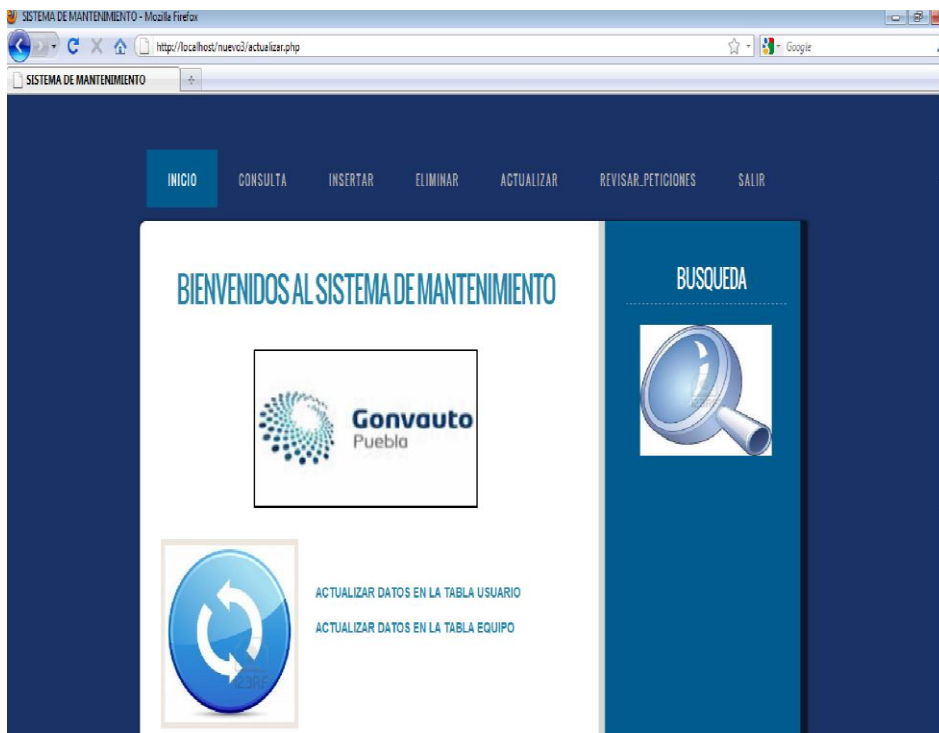 SISTEMA DE MANTENIMIENTO - Mozilla Firefox
http://localhost/nuevo3/actualizar.php
Google
SISTEMA DE MANTENIMIENTO
INICIO CONSULTA INSERTAR ELIMINAR ACTUALIZAR REVISAR_PETICIONES SALIR
BIENVENIDOS AL SISTEMA DE MANTENIMIENTO
BUSQUEDA
Gonvauto
Puebla
ACTUALIZAR DATOS EN LA TABLA USUARIO
ACTUALIZAR DATOS EN LA TABLA EQUIPO
123RF